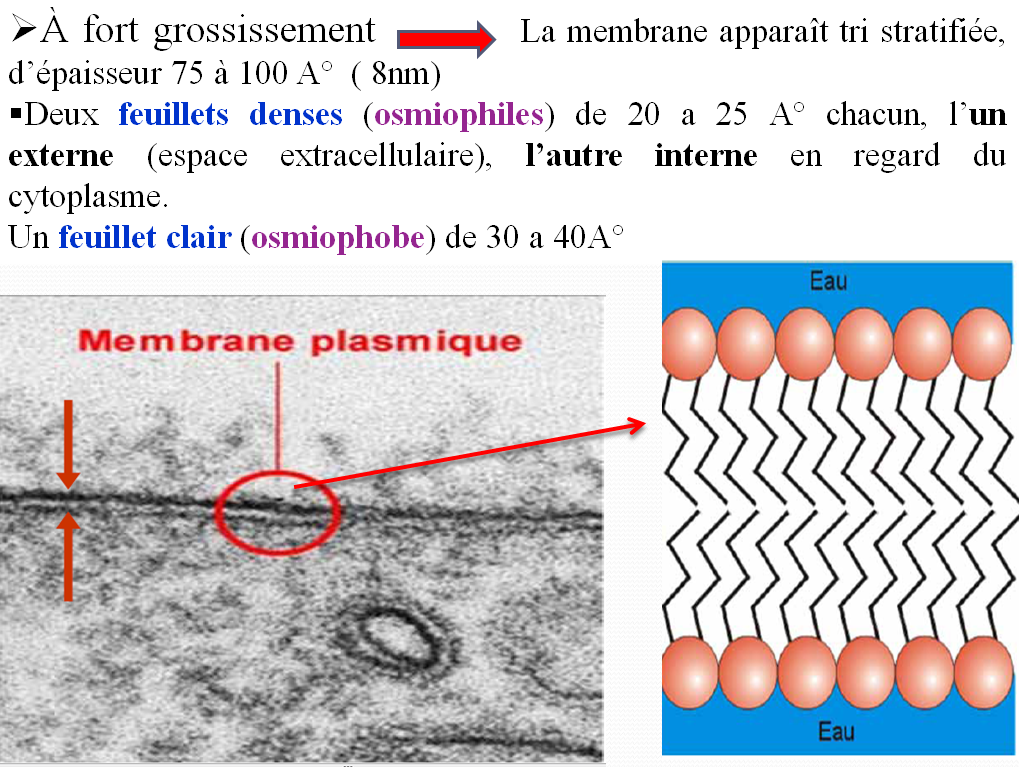 ➢À fort grossissement La membrane apparaît tri stratifiée,
d’épaisseur 75 à 100 A° ( 8nm)
▪Deux feuillets denses (osmiophiles) de 20 a 25 A° chacun, l’un
externe (espace extracellulaire), l’autre interne en regard du
cytoplasme.
Un feuillet clair (osmiophobe) de 30 a 40A°
Eau
Membrane plasmique
Eau